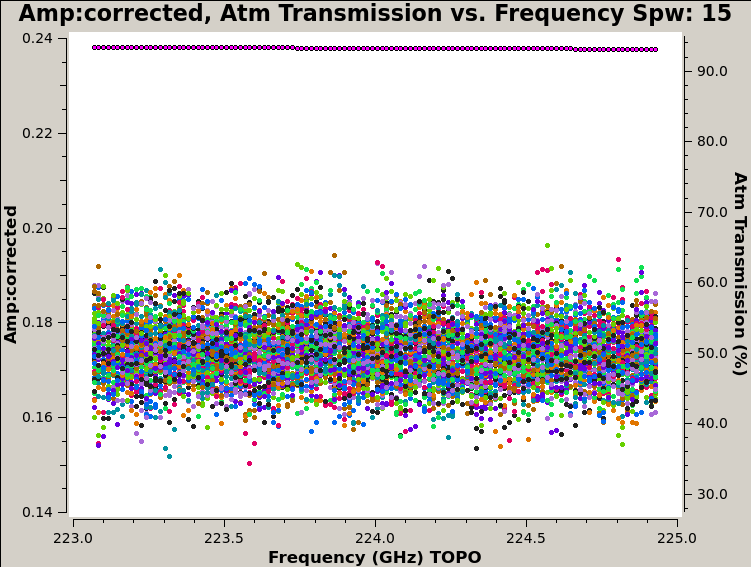 Amp:corrected, Atm Transmission vs. Frequency Spw: 15
0.24
0.22
0.20
0.18
0.16
0.14
Amp:corrected
90.0
80.0
70.0
60.0
50.0
40.0
30.0
Atm Transmission (%)
223.0 223.5 224.0 224.5 225.0
Frequency (GHz) TOPO